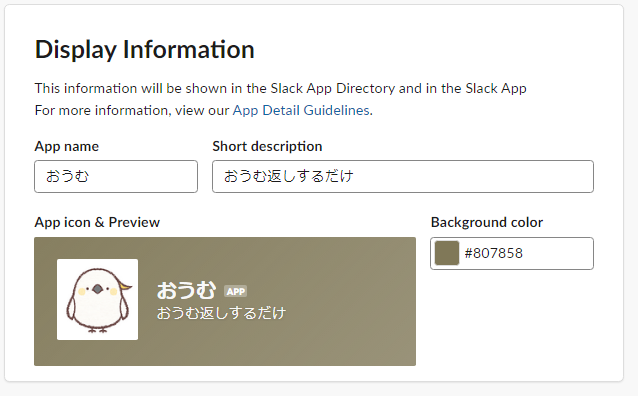 Display Information
This information will be shown in the Slack App Directory and in the Slack App
For more information, view our App Detail Guidelines.
App name
Short description
おうむ
おうむ返しするだけ
App icon & Preview
Background color
#807858
おうむ APP
おうむ返しするだけ